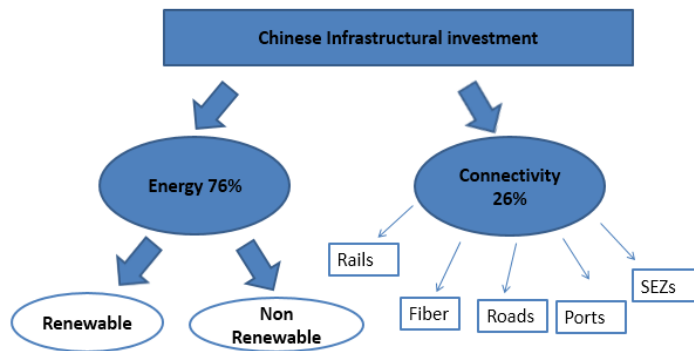 Chinese Infrastructural investment
Energy 76%
Connectivity
26%
Rails
SEZs
Fiber
Roads
Ports
Renewable
Non
Renewable